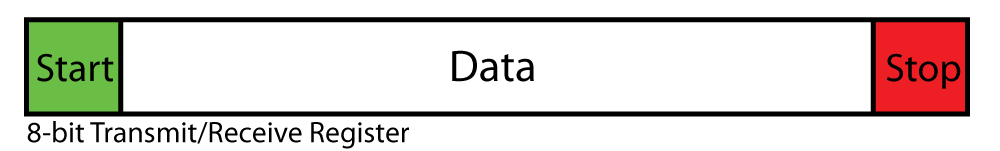 Start Data Stop
8-bit Transmit/Receive Register